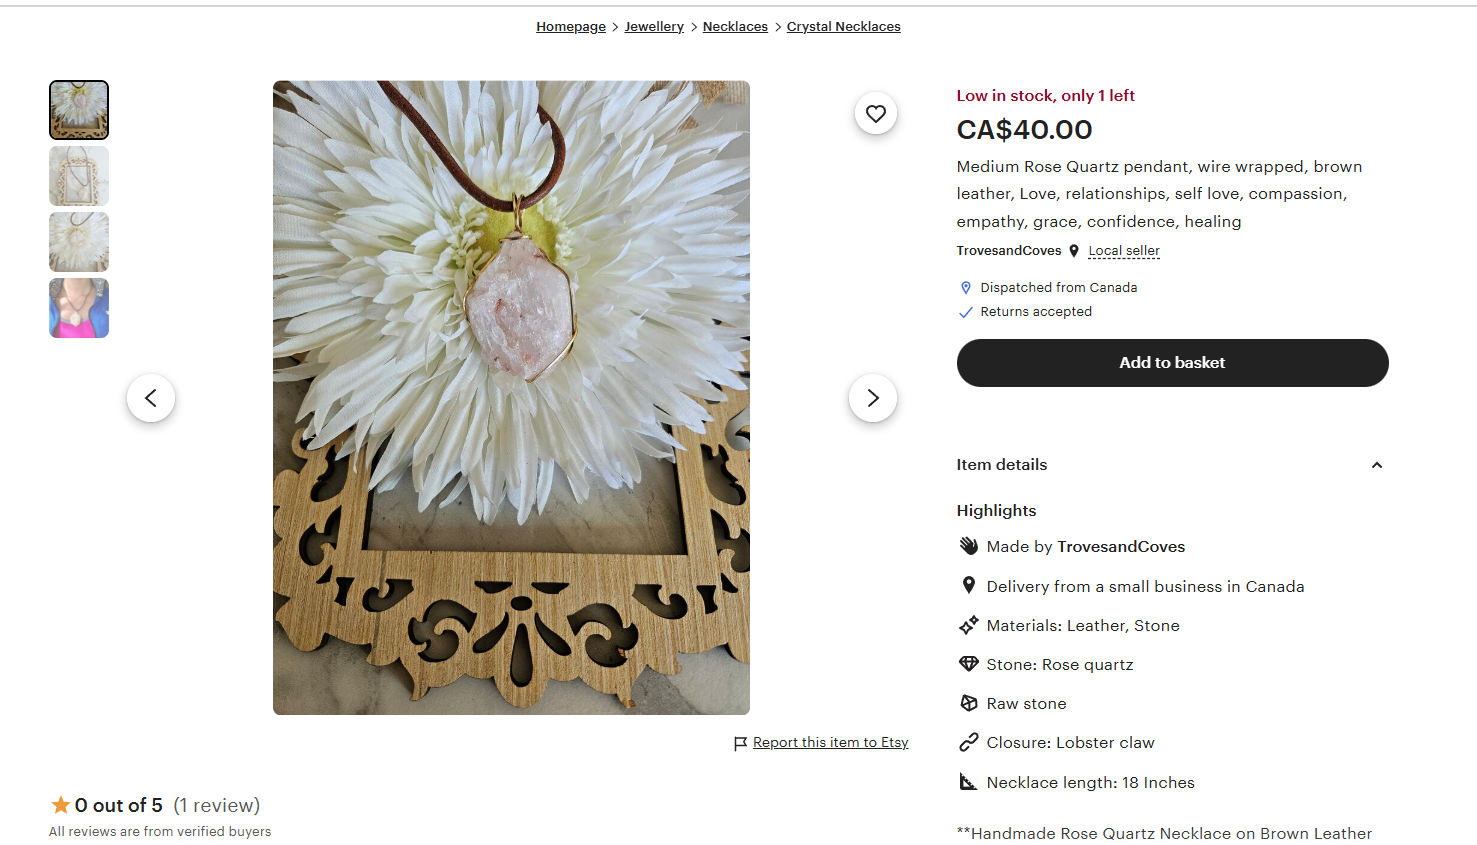 Homepage > Jewellery > Necklaces > Crystal Necklaces
Low in stock, only 1 left
CA$40.00
Medium Rose Quartz pendant, wire wrapped, brown
leather, Love, relationships, self love, compassion,
empathy, grace, confidence, healing
TrovesandCoves Local seller
Dispatched from Canada
Returns accepted
Add to basket
Item details
Highlights
Made by TrovesandCoves
Delivery from a small business in Canada
Materials: Leather, Stone
Stone: Rose quartz
Raw stone
Closure: Lobster claw
Necklace length: 18 Inches
**Handmade Rose Quartz Necklace on Brown Leather
Report this item to Etsy
0 out of 5 (1 review)
All reviews are from verified buyers